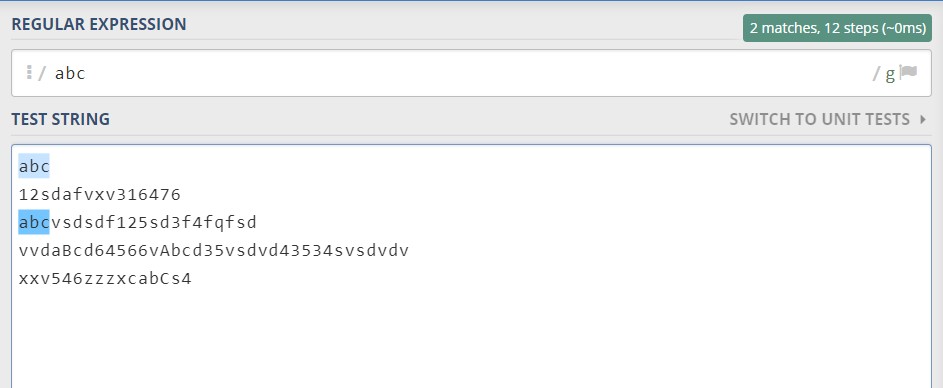 REGULAR EXPRESSION
2 matches, 12 steps (~0ms)
/ abc / g
TEST STRING
SWITCH TO UNIT TESTS
abc
12sdafvxv316476
abcvsdsdf125sd3f4fqfsd
vvdaBcd64566vAbcd35vsdvd43534svsdvdv
xxv546zzzxcabCs4